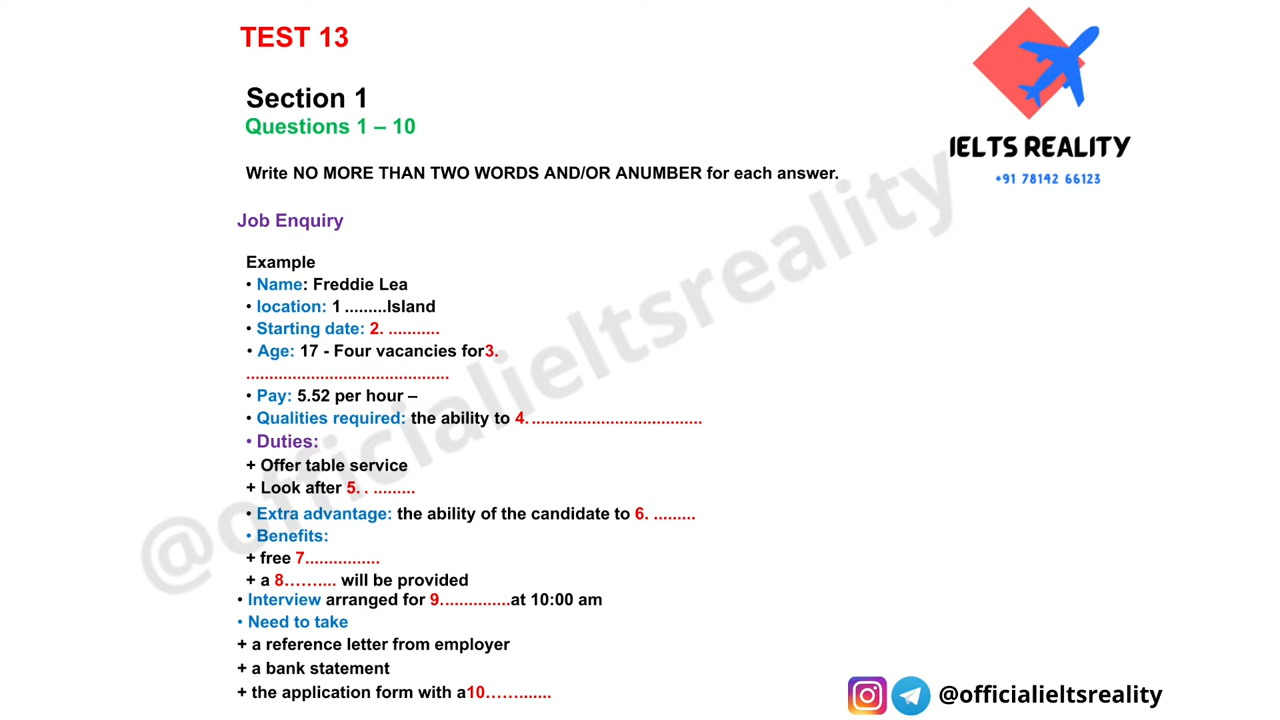 TEST 13
IELTS REALITY
+91 78142 66123
Section 1
Questions 1 – 10
Write NO MORE THAN TWO WORDS AND/OR ANUMBER for each answer.
Job Enquiry
Example
• Name: Freddie Lea
• location: 1 .........Island
• Starting date: 2. ...........
• Age: 17 - Four vacancies for3.
............................................
• Pay: 5.52 per hour –
• Qualities required: the ability to 4. .....................................
• Duties:
+ Offer table service
+ Look after 5. . .........
• Extra advantage: the ability of the candidate to 6. .........
• Benefits:
+ free 7................
+ a 8…….... will be provided
• Interview arranged for 9...............at 10:00 am
• Need to take
+ a reference letter from employer
+ a bank statement
+ the application form with a10…….......
@officialieltsreality
@officialieltsreality